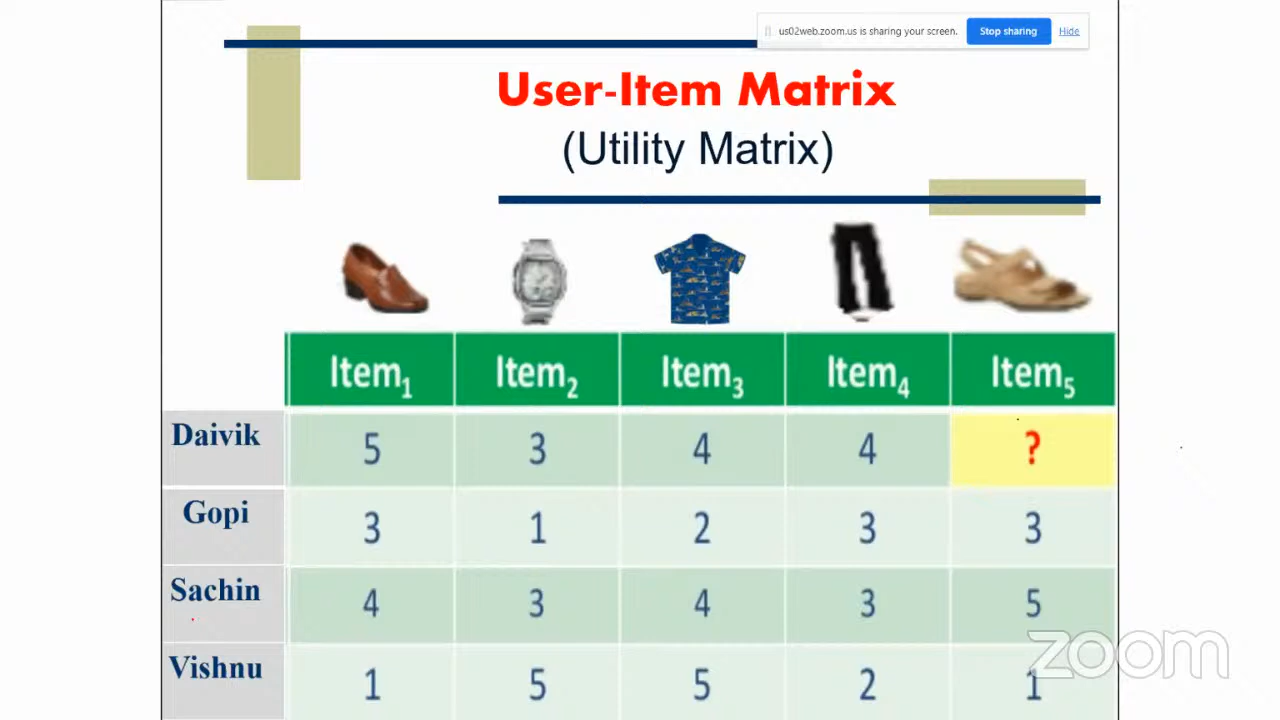 us02web.zoom.us is sharing your screen. Stop sharing Hide
User-Item Matrix
(Utility Matrix)
Item1 Item2 Item3 Item4 Item5
Daivik 5 3 4 4 ?
Gopi 3 1 2 3 3
Sachin 4 3 4 3 5
Vishnu 1 5 5 2 1
zoom